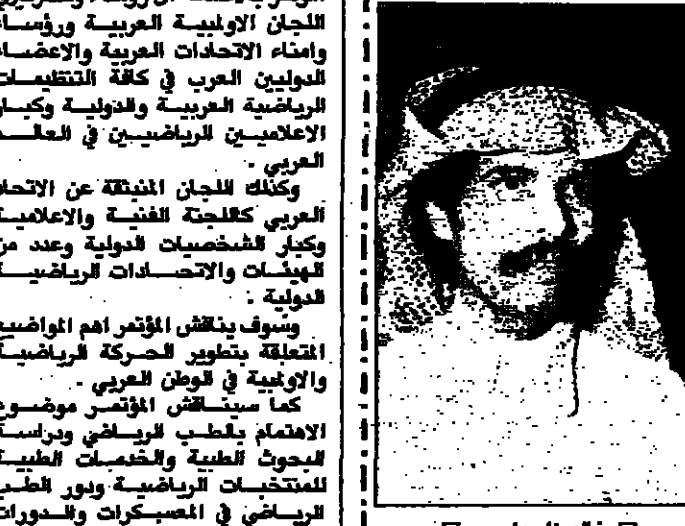 اللجان الاولمبية العربية ورؤساء
وامناء الاتحادات العربية والاعضاء
الدوليين العرب في كافة التنظيمات
الرياضية العربية والدولية وكبار
الاعلاميين الرياضيين في العالم
العربي .
وكذلك اللجان المنبثقة عن الاتحاد
العربي كاللجنة الفنية والاعلامية
وكبار الشخصيات الدولية وعدد من
الهيئات والاتحادات الرياضية
الدولية .
وسوف يناقش المؤتمر اهم المواضيع
المتعلقة بتطوير الحركة الرياضية
والاولمبية في الوطن العربي .
كما سيناقش المؤتمر موضوع
الاهتمام بالطب الرياضي ودراسة
البحوث الطبية والخدمات الطبية
للمنتخبات الرياضية ودور الطب
الرياضي في المعسكرات والدورات